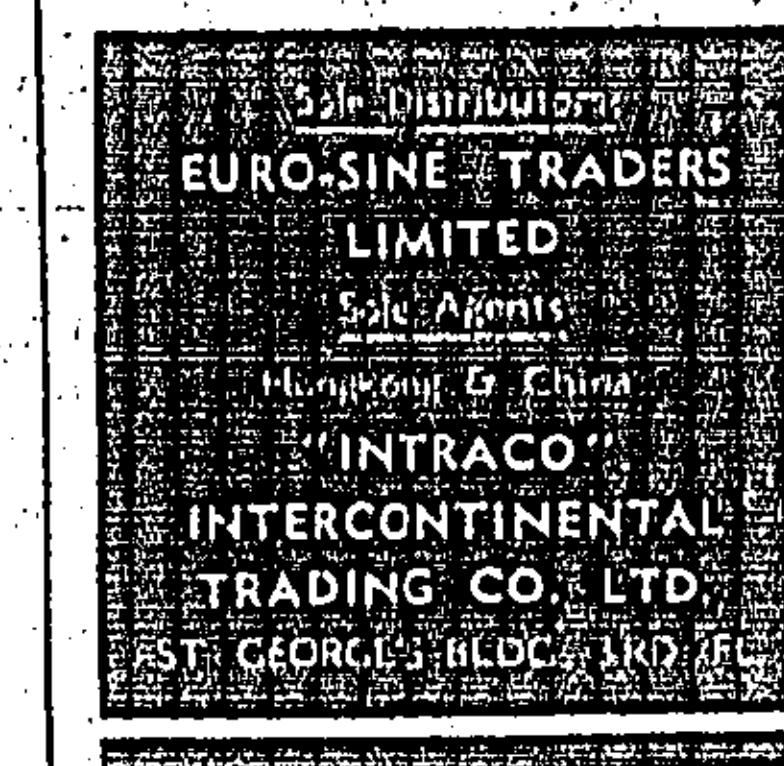 Sole Distributors
EURO-SINE TRADERS
LIMITED
Sole Agents
Hongkong & China
"INTRACO"
INTERCONTINENTAL
TRADING CO. LTD.
ST. GEORGE'S BLDG. 3RD FL.